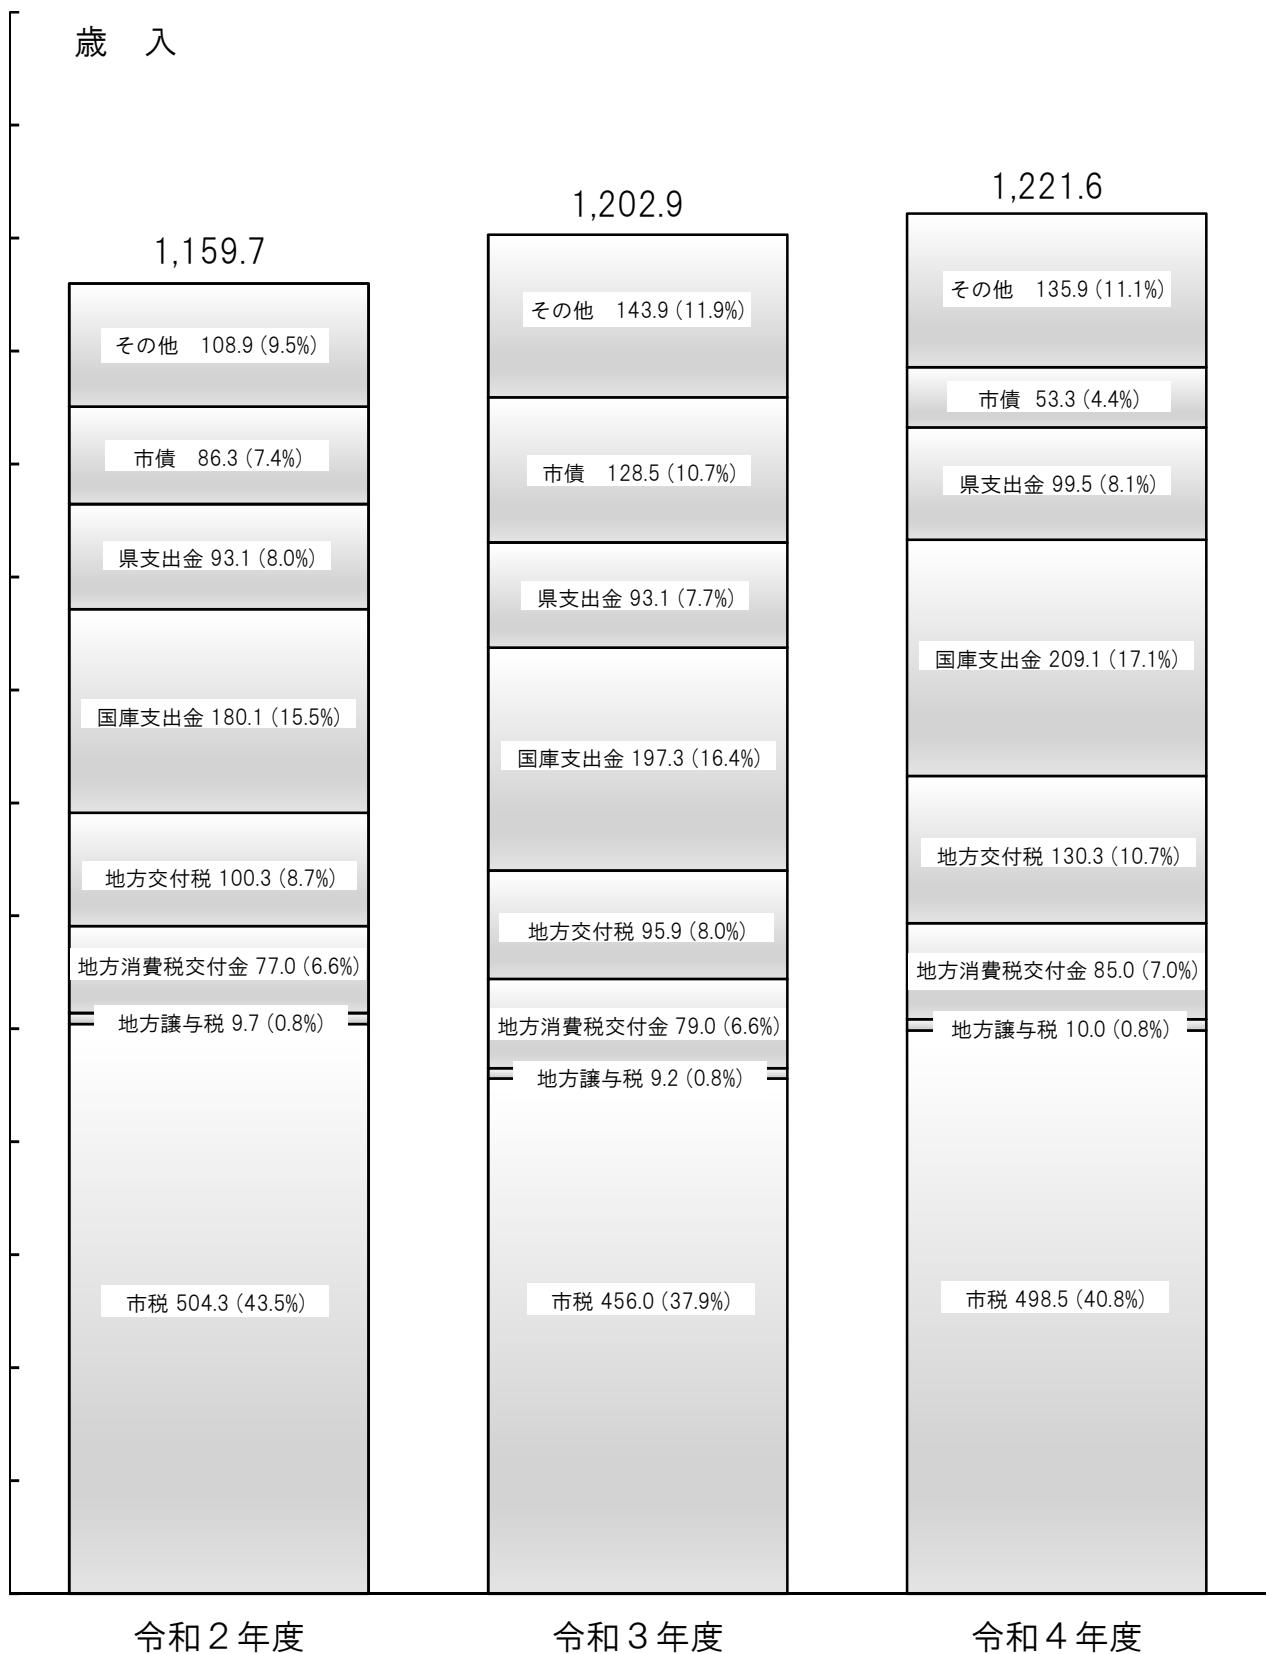 歳　入
1,159.7
その他　108.9 (9.5%)
市債　86.3 (7.4%)
県支出金 93.1 (8.0%)
国庫支出金 180.1 (15.5%)
地方交付税 100.3 (8.7%)
地方消費税交付金 77.0 (6.6%)
地方譲与税 9.7 (0.8%)
市税 504.3 (43.5%)
令和２年度
1,202.9
その他　143.9 (11.9%)
市債　128.5 (10.7%)
県支出金 93.1 (7.7%)
国庫支出金 197.3 (16.4%)
地方交付税 95.9 (8.0%)
地方消費税交付金 79.0 (6.6%)
地方譲与税 9.2 (0.8%)
市税 456.0 (37.9%)
令和３年度
1,221.6
その他　135.9 (11.1%)
市債　53.3 (4.4%)
県支出金 99.5 (8.1%)
国庫支出金 209.1 (17.1%)
地方交付税 130.3 (10.7%)
地方消費税交付金 85.0 (7.0%)
地方譲与税 10.0 (0.8%)
市税 498.5 (40.8%)
令和４年度